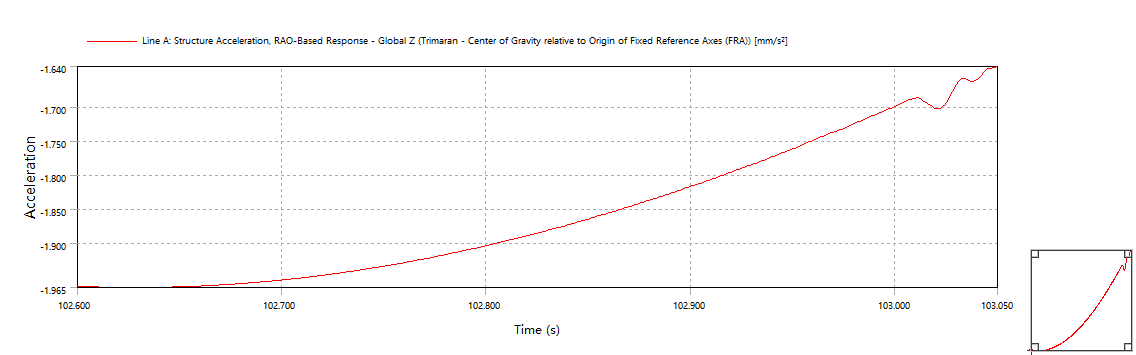 Line A: Structure Acceleration, RAO-Based Response - Global Z (Trimaran - Center of Gravity relative to Origin of Fixed Reference Axes (FRA)) [mm/s²]
-1.640
-1.700
-1.750
-1.800
-1.850
-1.900
-1.965
Acceleration
102.600 102.700 102.800 102.900 103.000 103.050
Time (s)